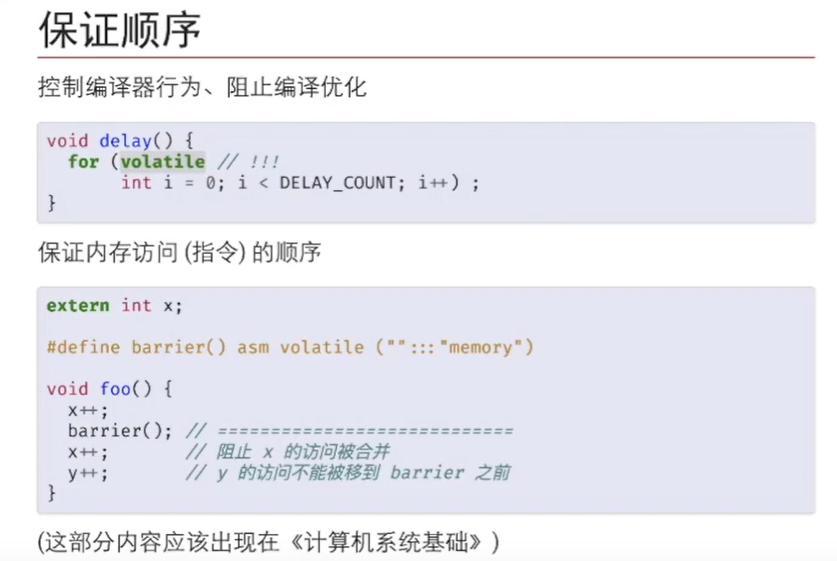 保证顺序
控制编译器行为、阻止编译优化
void delay() {
  for (volatile // !!!
       int i = 0; i < DELAY_COUNT; i++) ;
}
保证内存访问 (指令) 的顺序
extern int x;
#define barrier() asm volatile ("":::"memory")
void foo() {
  x++;
  barrier(); // ============================
  x++;       // 阻止 x 的访问被合并
  y++;       // y 的访问不能被移到 barrier 之前
}
(这部分内容应该出现在《计算机系统基础》)